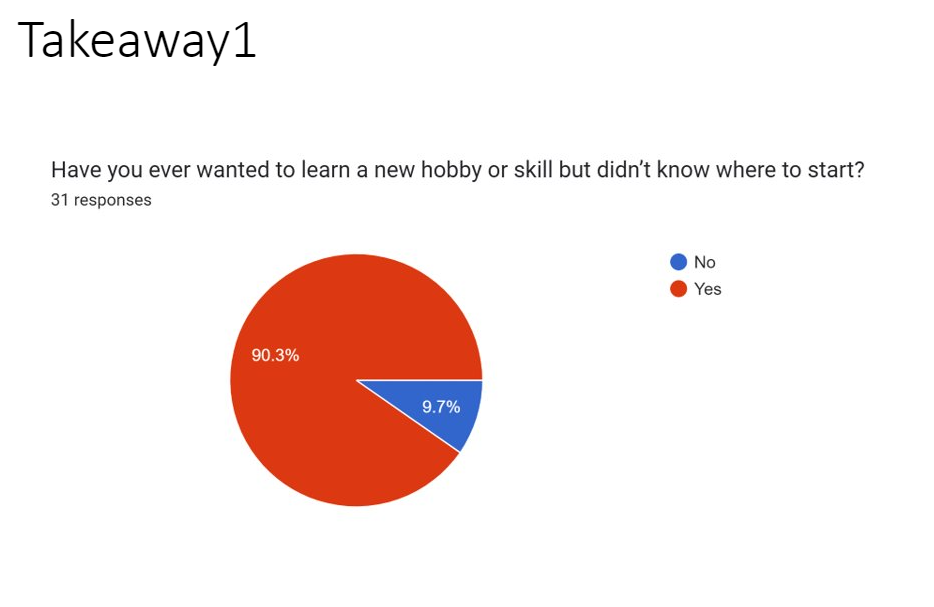 Takeaway1
Have you ever wanted to learn a new hobby or skill but didn’t know where to start?
31 responses
No
Yes
90.3%
9.7%